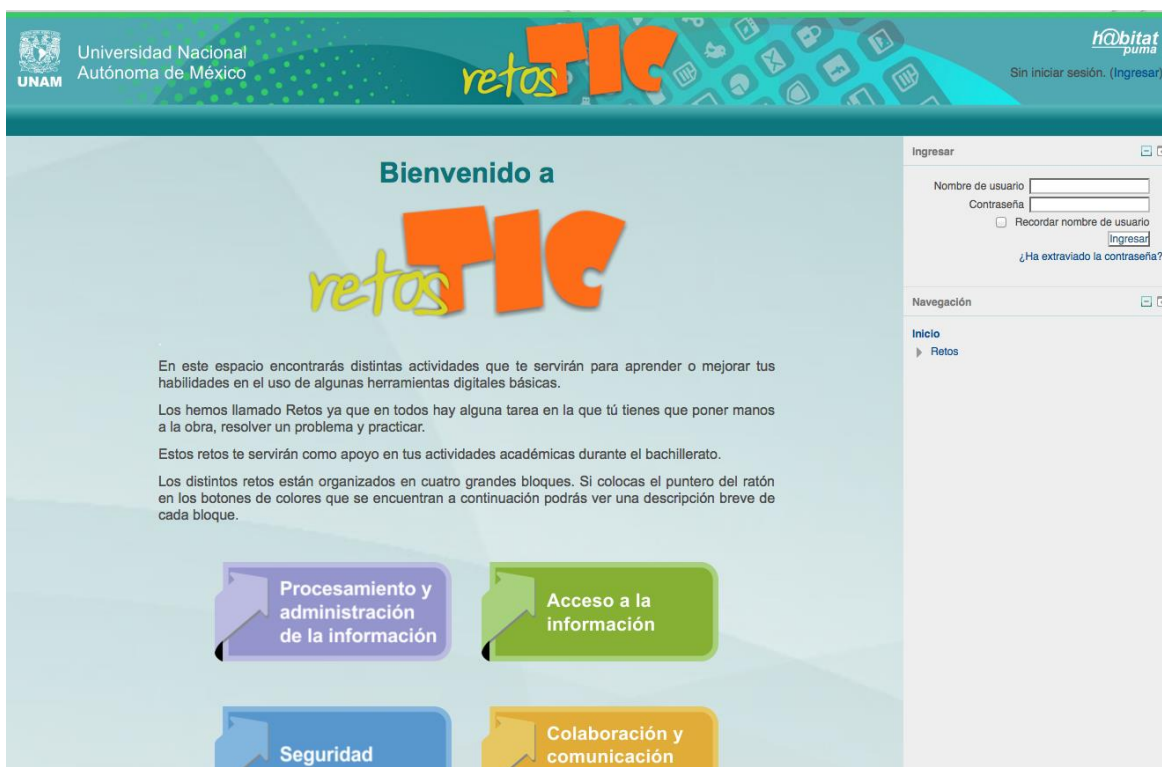 UNAM
Universidad Nacional
Autónoma de México
retosTIC
h@bitat
puma
Sin iniciar sesión. (Ingresar)
Bienvenido a
retosTIC
En este espacio encontrarás distintas actividades que te servirán para aprender o mejorar tus
habilidades en el uso de algunas herramientas digitales básicas.
Los hemos llamado Retos ya que en todos hay alguna tarea en la que tú tienes que poner manos
a la obra, resolver un problema y practicar.
Estos retos te servirán como apoyo en tus actividades académicas durante el bachillerato.
Los distintos retos están organizados en cuatro grandes bloques. Si colocas el puntero del ratón
en los botones de colores que se encuentran a continuación podrás ver una descripción breve de
cada bloque.
Procesamiento y
administración
de la información
Acceso a la
información
Seguridad
Colaboración y
comunicación
Ingresar
Nombre de usuario
Contraseña
Recordar nombre de usuario
Ingresar
¿Ha extraviado la contraseña?
Navegación
Inicio
Retos